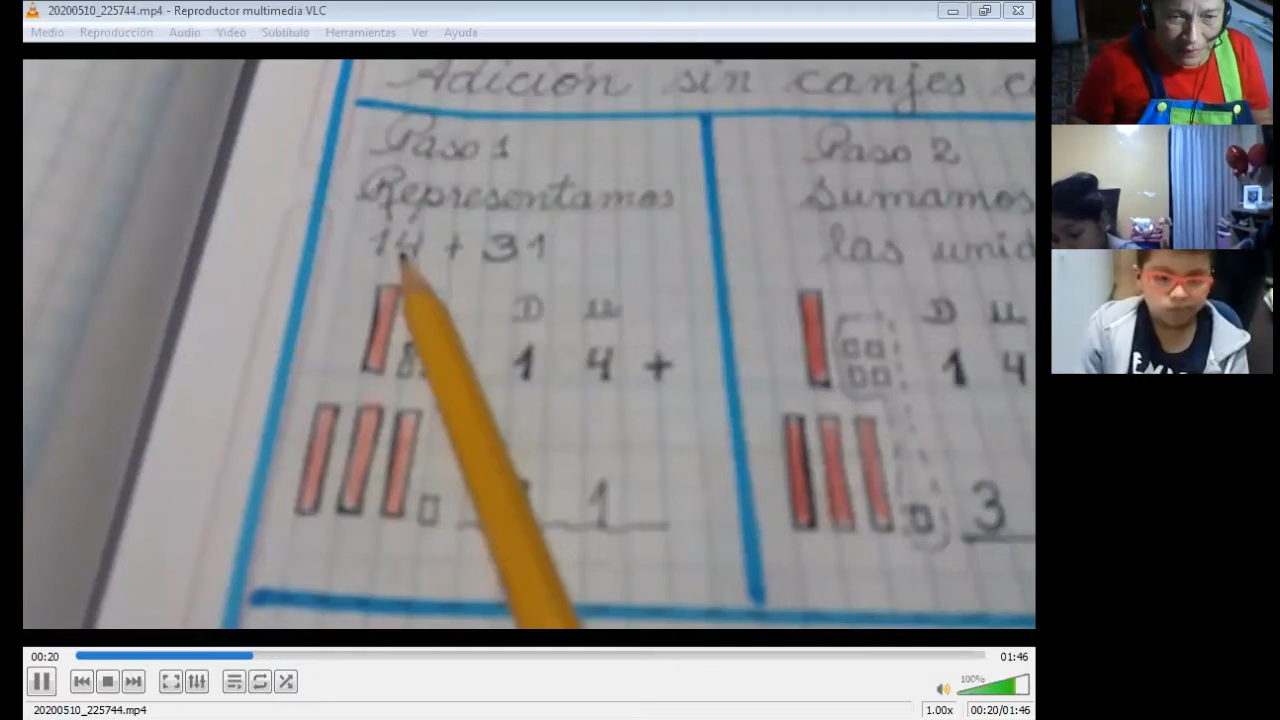 20200510_225744.mp4 - Reproductor multimedia VLC
Medio Reproducción Audio Video Subtítulo Herramientas Ver Ayuda
Adición sin canjes
Paso 1
Representamos
14 + 31
D U
1 4 +
1
Paso 2
Sumamos
las unid
D U
1 4
3
00:20
01:46
100%
20200510_225744.mp4
1.00x
00:20/01:46